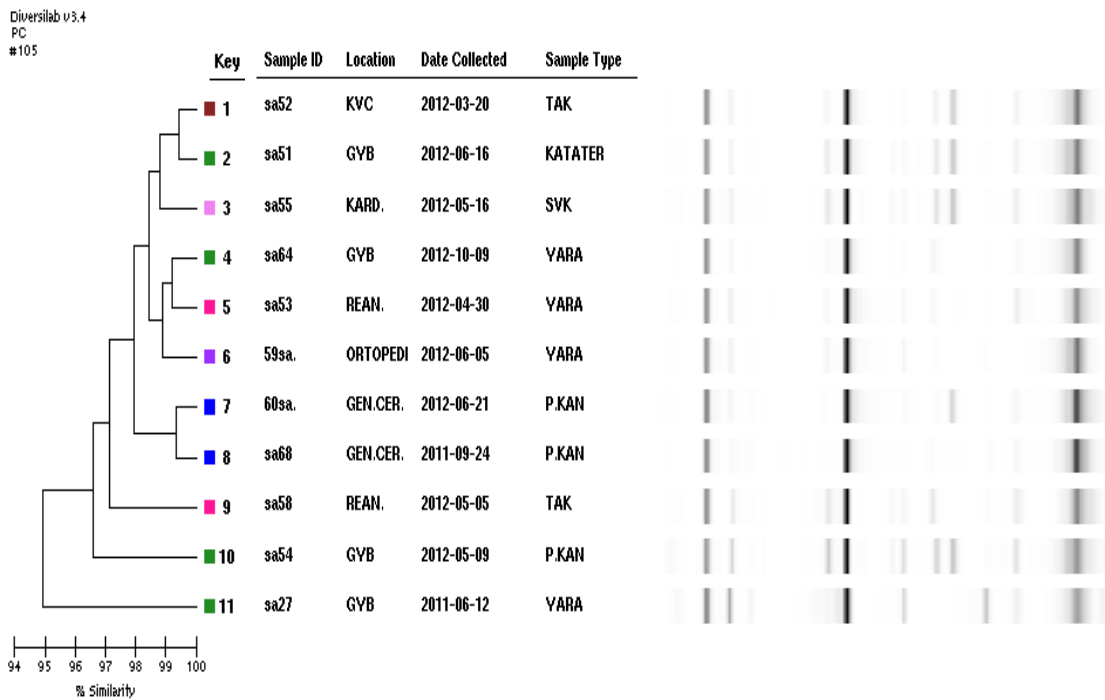 Diversilab v3.4
PC
#105
Key Sample ID Location Date Collected Sample Type
1 sa52 KVC 2012-03-20 TAK
2 sa51 GYB 2012-06-16 KATATER
3 sa55 KARD. 2012-05-16 SVK
4 sa64 GYB 2012-10-09 YARA
5 sa53 REAN. 2012-04-30 YARA
6 59sa. ORTOPEDI 2012-06-05 YARA
7 60sa. GEN.CER. 2012-06-21 P.KAN
8 sa68 GEN.CER. 2011-09-24 P.KAN
9 sa58 REAN. 2012-05-05 TAK
10 sa54 GYB 2012-05-09 P.KAN
11 sa27 GYB 2011-06-12 YARA
94 95 96 97 98 99 100
% Similarity